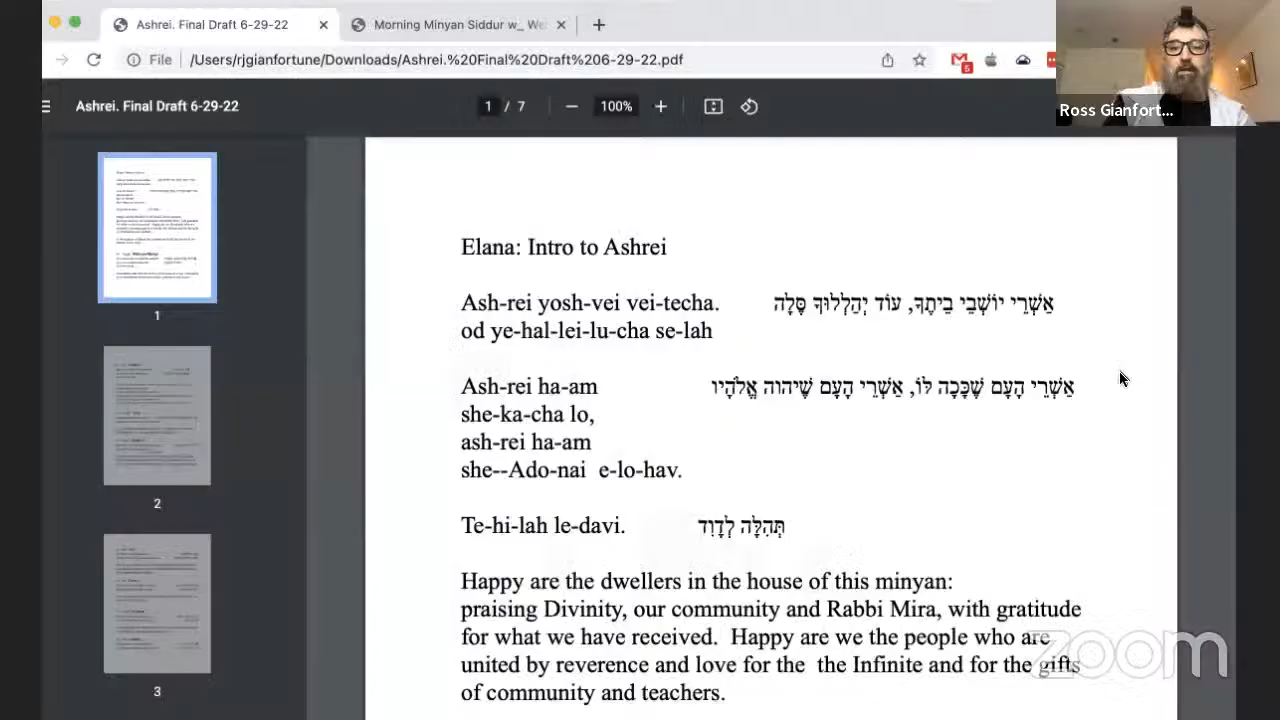 Ashrei. Final Draft 6-29-22
Morning Minyan Siddur w_ We
File /Users/rjgianfortune/Downloads/Ashrei.%20Final%20Draft%206-29-22.pdf
5
Ashrei. Final Draft 6-29-22
1 / 7
100%
Ross Gianfort...
1
2
3
Elana: Intro to Ashrei
Ash-rei yosh-vei vei-techa. אַשְׁרֵי יוֹשְׁבֵי בֵיתֶךָ, עוֹד יְהַלְלוּךָ סֶּלָה
od ye-hal-lei-lu-cha se-lah
Ash-rei ha-am אַשְׁרֵי הָעָם שֶׁכָּכָה לּוֹ, אַשְׁרֵי הָעָם שֶׁיהוה אֱלֹהָיו
she-ka-cha lo,
ash-rei ha-am
she--Ado-nai e-lo-hav.
Te-hi-lah le-davi. תְּהִלָּה לְדָוִד
Happy are the dwellers in the house of this minyan:
praising Divinity, our community and Rabbi Mira, with gratitude
for what we have received. Happy are we the people who are
united by reverence and love for the the Infinite and for the gifts
of community and teachers.
zoom